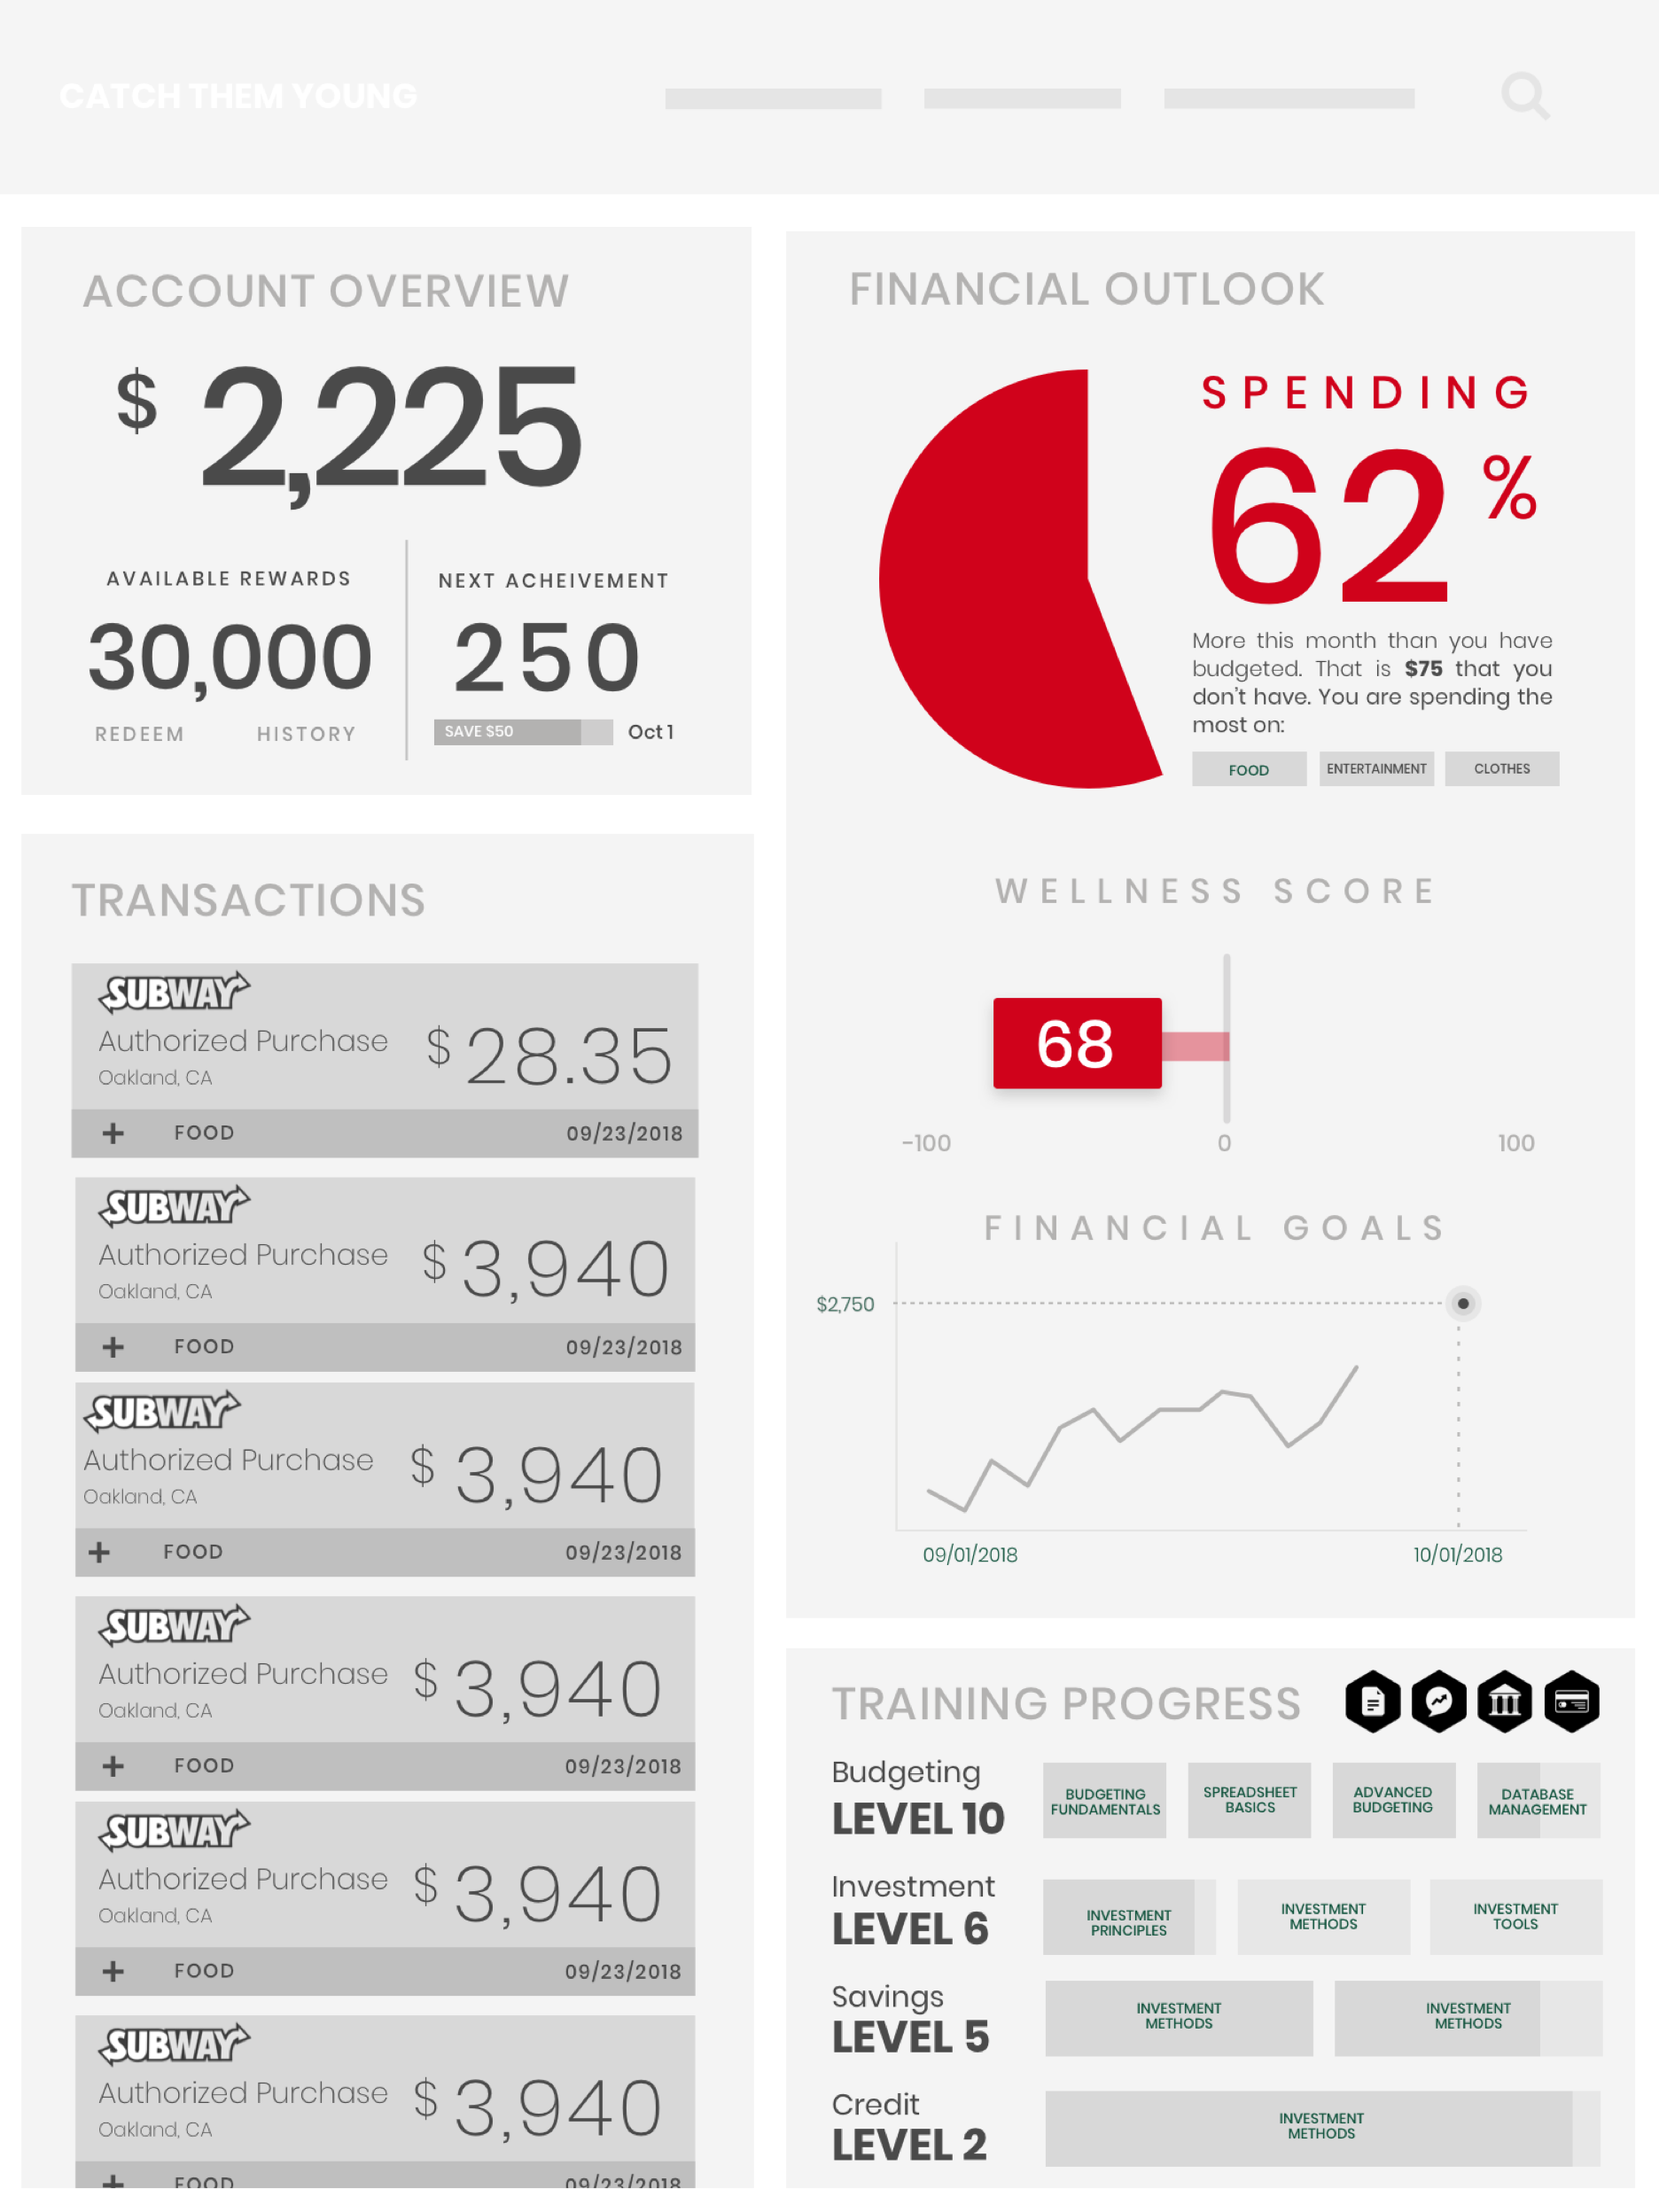 CATCH THEM YOUNG
ACCOUNT OVERVIEW
$ 2,225
AVAILABLE REWARDS
30,000
REDEEM HISTORY
NEXT ACHEIVEMENT
250
SAVE $50 Oct 1
TRANSACTIONS
SUBWAY
Authorized Purchase
Oakland, CA
$ 28.35
+ FOOD 09/23/2018
SUBWAY
Authorized Purchase
Oakland, CA
$ 3,940
+ FOOD 09/23/2018
SUBWAY
Authorized Purchase
Oakland, CA
$ 3,940
+ FOOD 09/23/2018
SUBWAY
Authorized Purchase
Oakland, CA
$ 3,940
+ FOOD 09/23/2018
SUBWAY
Authorized Purchase
Oakland, CA
$ 3,940
+ FOOD 09/23/2018
SUBWAY
Authorized Purchase
Oakland, CA
$ 3,940
+ FOOD 09/23/2018
FINANCIAL OUTLOOK
SPENDING
62 %
More this month than you have
budgeted. That is $75 that you
don't have. You are spending the
most on:
FOOD ENTERTAINMENT CLOTHES
WELLNESS SCORE
68
-100 0 100
FINANCIAL GOALS
$2,750
09/01/2018 10/01/2018
TRAINING PROGRESS
Budgeting
LEVEL 10
BUDGETING
FUNDAMENTALS
SPREADSHEET
BASICS
ADVANCED
BUDGETING
DATABASE
MANAGEMENT
Investment
LEVEL 6
INVESTMENT
PRINCIPLES
INVESTMENT
METHODS
INVESTMENT
TOOLS
Savings
LEVEL 5
INVESTMENT
METHODS
INVESTMENT
METHODS
Credit
LEVEL 2
INVESTMENT
METHODS